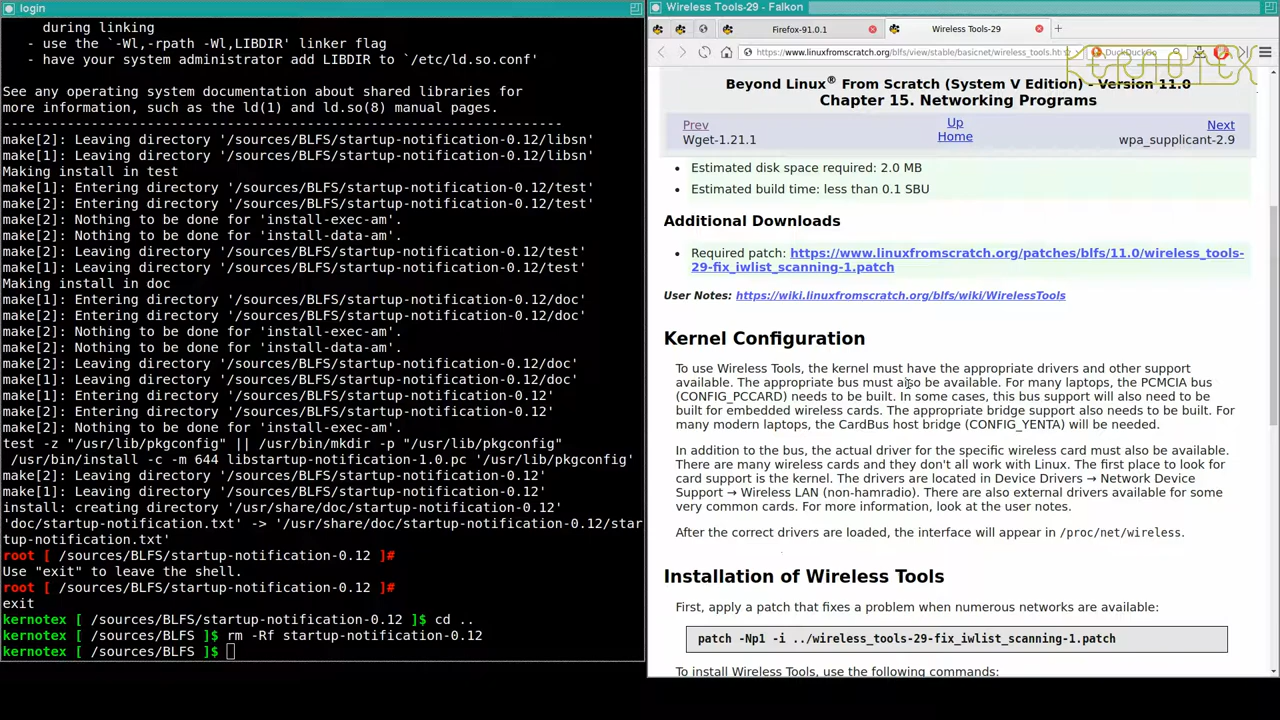 login
during linking
- use the `-Wl,-rpath -Wl,LIBDIR' linker flag
- have your system administrator add LIBDIR to `/etc/ld.so.conf'
See any operating system documentation about shared libraries for
more information, such as the ld(1) and ld.so(8) manual pages.
----------------------------------------------------------------------
make[2]: Leaving directory '/sources/BLFS/startup-notification-0.12/libsn'
make[1]: Leaving directory '/sources/BLFS/startup-notification-0.12/libsn'
Making install in test
make[1]: Entering directory '/sources/BLFS/startup-notification-0.12/test'
make[2]: Entering directory '/sources/BLFS/startup-notification-0.12/test'
make[2]: Nothing to be done for 'install-exec-am'.
make[2]: Nothing to be done for 'install-data-am'.
make[2]: Leaving directory '/sources/BLFS/startup-notification-0.12/test'
make[1]: Leaving directory '/sources/BLFS/startup-notification-0.12/test'
Making install in doc
make[1]: Entering directory '/sources/BLFS/startup-notification-0.12/doc'
make[2]: Entering directory '/sources/BLFS/startup-notification-0.12/doc'
make[2]: Nothing to be done for 'install-exec-am'.
make[2]: Nothing to be done for 'install-data-am'.
make[2]: Leaving directory '/sources/BLFS/startup-notification-0.12/doc'
make[1]: Leaving directory '/sources/BLFS/startup-notification-0.12/doc'
make[1]: Entering directory '/sources/BLFS/startup-notification-0.12'
make[2]: Entering directory '/sources/BLFS/startup-notification-0.12'
make[2]: Nothing to be done for 'install-exec-am'.
test -z "/usr/lib/pkgconfig" || /usr/bin/mkdir -p "/usr/lib/pkgconfig"
/usr/bin/install -c -m 644 libstartup-notification-1.0.pc '/usr/lib/pkgconfig'
make[2]: Leaving directory '/sources/BLFS/startup-notification-0.12'
make[1]: Leaving directory '/sources/BLFS/startup-notification-0.12'
install: creating directory '/usr/share/doc/startup-notification-0.12'
'doc/startup-notification.txt' -> '/usr/share/doc/startup-notification-0.12/star
tup-notification.txt'
root [ /sources/BLFS/startup-notification-0.12 ]#
Use "exit" to leave the shell.
root [ /sources/BLFS/startup-notification-0.12 ]#
exit
kernotex [ /sources/BLFS/startup-notification-0.12 ]$ cd ..
kernotex [ /sources/BLFS ]$ rm -Rf startup-notification-0.12
kernotex [ /sources/BLFS ]$
Wireless Tools-29 - Falkon
Firefox-91.0.1
Wireless Tools-29
https://www.linuxfromscratch.org/blfs/view/stable/basicnet/wireless_tools.ht
DuckDuckGo
KERNOTEX
Beyond Linux® From Scratch (System V Edition) - Version 11.0
Chapter 15. Networking Programs
Prev Up Next
Wget-1.21.1 Home wpa_supplicant-2.9
• Estimated disk space required: 2.0 MB
• Estimated build time: less than 0.1 SBU
Additional Downloads
• Required patch: https://www.linuxfromscratch.org/patches/blfs/11.0/wireless_tools-
29-fix_iwlist_scanning-1.patch
User Notes: https://wiki.linuxfromscratch.org/blfs/wiki/WirelessTools
Kernel Configuration
To use Wireless Tools, the kernel must have the appropriate drivers and other support
available. The appropriate bus must also be available. For many laptops, the PCMCIA bus
(CONFIG_PCCARD) needs to be built. In some cases, this bus support will also need to be
built for embedded wireless cards. The appropriate bridge support also needs to be built. For
many modern laptops, the CardBus host bridge (CONFIG_YENTA) will be needed.
In addition to the bus, the actual driver for the specific wireless card must also be available.
There are many wireless cards and they don't all work with Linux. The first place to look for
card support is the kernel. The drivers are located in Device Drivers → Network Device
Support → Wireless LAN (non-hamradio). There are also external drivers available for some
very common cards. For more information, look at the user notes.
After the correct drivers are loaded, the interface will appear in /proc/net/wireless.
Installation of Wireless Tools
First, apply a patch that fixes a problem when numerous networks are available:
patch -Np1 -i ../wireless_tools-29-fix_iwlist_scanning-1.patch
To install Wireless Tools, use the following commands: